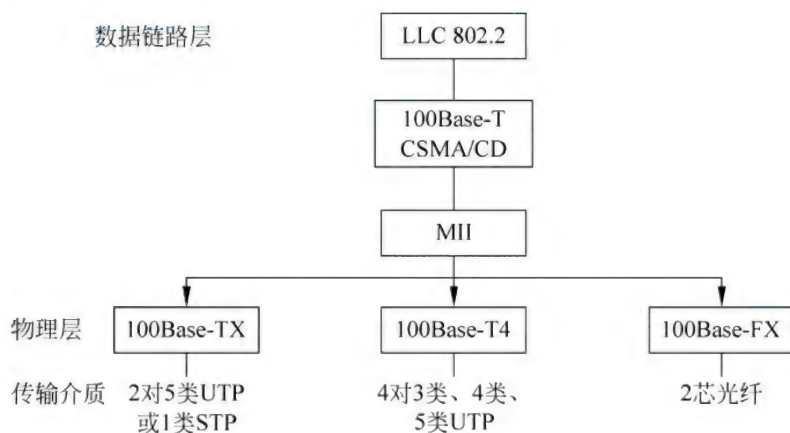 数据链路层
LLC 802.2
100Base-T
CSMA/CD
MII
物理层
100Base-TX
100Base-T4
100Base-FX
传输介质
2对5类UTP
或1类STP
4对3类、4类、
5类UTP
2芯光纤